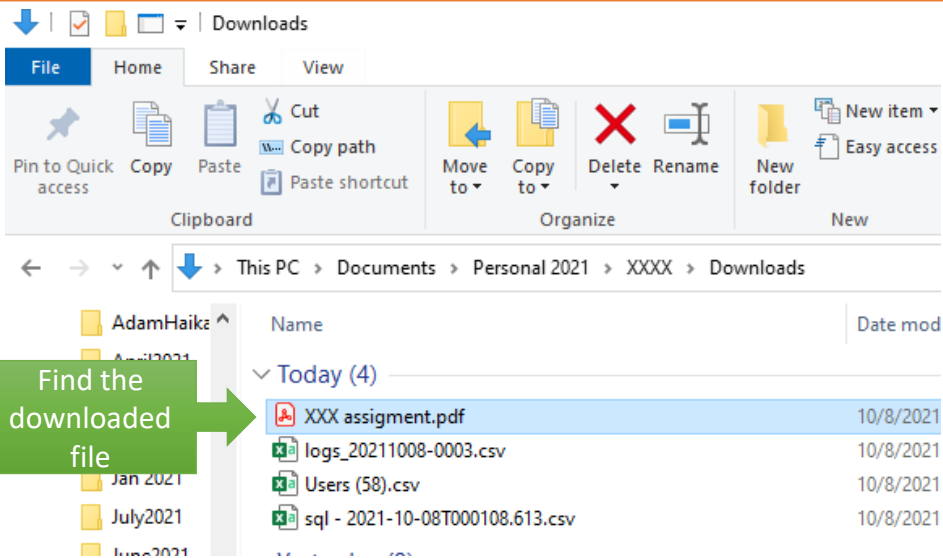 Downloads
File Home Share View
Pin to Quick access
Copy
Paste
Cut
Copy path
Paste shortcut
Move to
Copy to
Delete
Rename
New folder
New item
Easy access
Clipboard
Organize
New
This PC > Documents > Personal 2021 > XXXX > Downloads
AdamHaika
Name
Date mod
Today (4)
Find the
downloaded
file
XXX assigment.pdf 10/8/2021
logs_20211008-0003.csv 10/8/2021
Jan 2021
Users (58).csv 10/8/2021
July2021
sql - 2021-10-08T000108.613.csv 10/8/2021